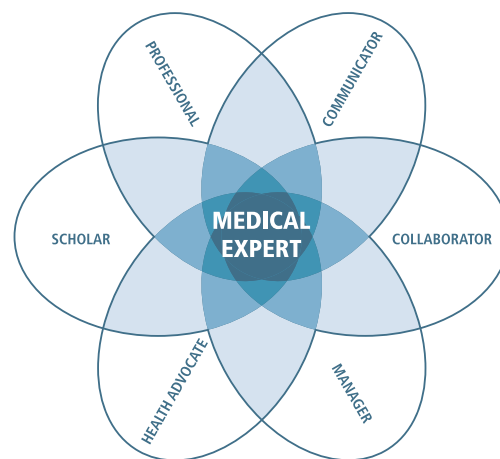 PROFESSIONAL
COMMUNICATOR
SCHOLAR
MEDICAL
EXPERT
COLLABORATOR
HEALTH ADVOCATE
MANAGER